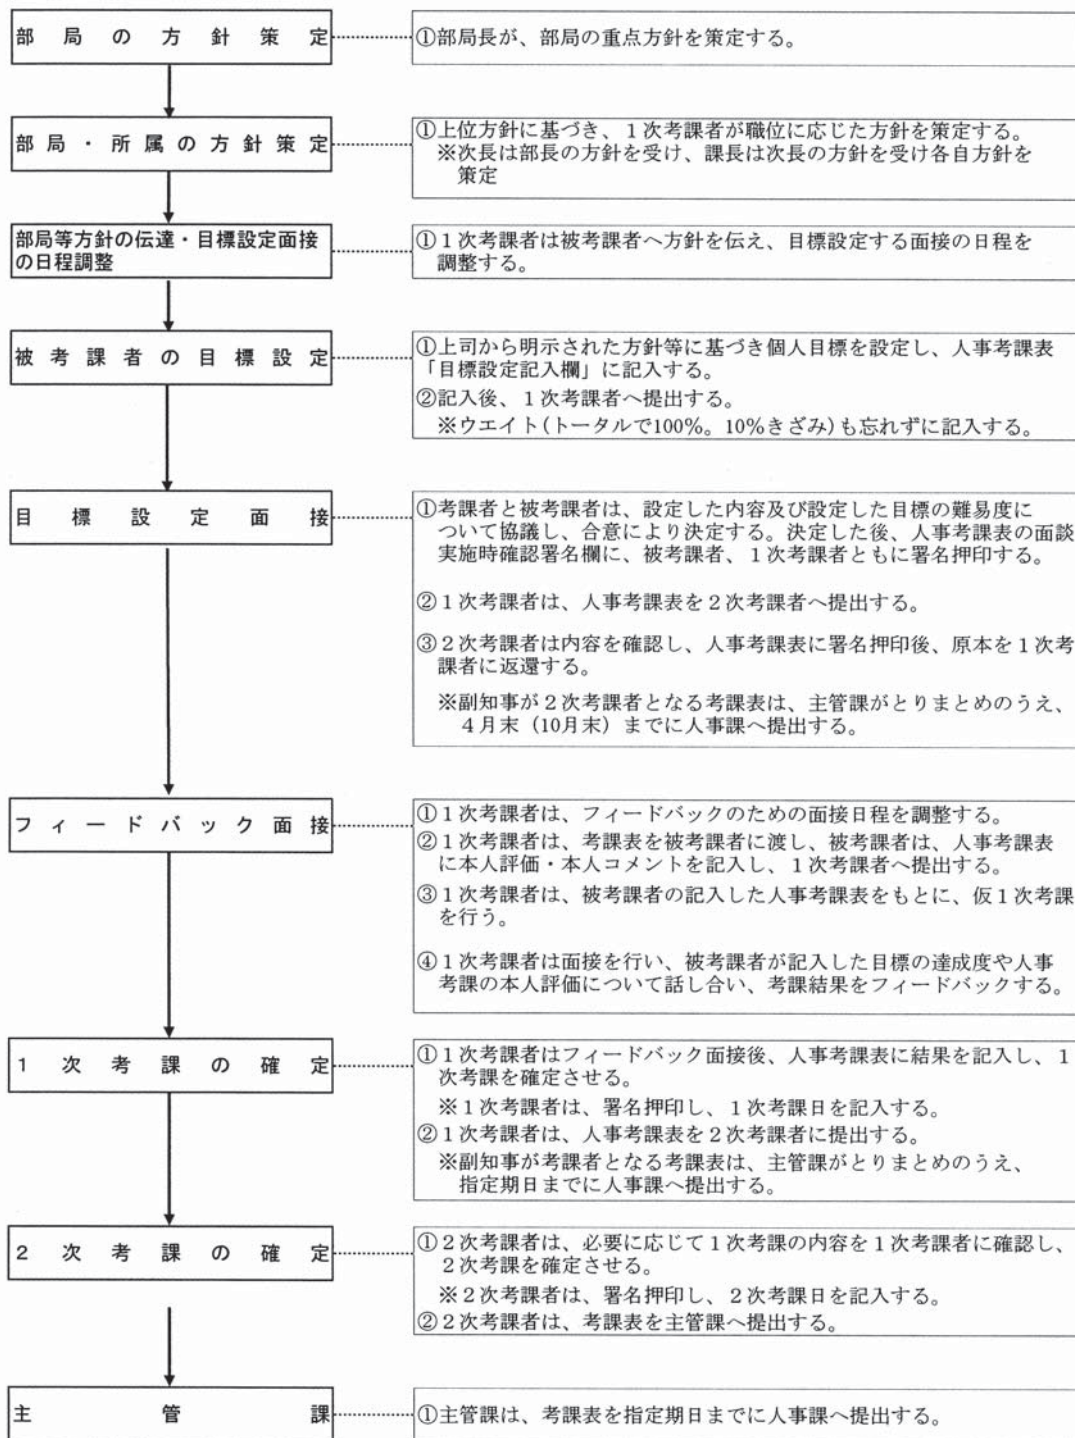 部局の方針策定
①部局長が、部局の重点方針を策定する。
部局・所属の方針策定
①上位方針に基づき、１次考課者が職位に応じた方針を策定する。
※次長は部長の方針を受け、課長は次長の方針を受け各自方針を
策定
部局等方針の伝達・目標設定面接
の日程調整
①１次考課者は被考課者へ方針を伝え、目標設定する面接の日程を
調整する。
被考課者の目標設定
①上司から明示された方針等に基づき個人目標を設定し、人事考課表
「目標設定記入欄」に記入する。
②記入後、１次考課者へ提出する。
※ウエイト(トータルで100%。10%きざみ)も忘れずに記入する。
目標設定面接
①考課者と被考課者は、設定した内容及び設定した目標の難易度に
ついて協議し、合意により決定する。決定した後、人事考課表の面談
実施時確認署名欄に、被考課者、１次考課者ともに署名押印する。
②１次考課者は、人事考課表を２次考課者へ提出する。
③２次考課者は内容を確認し、人事考課表に署名押印後、原本を１次考
課者に返還する。
※副知事が２次考課者となる考課表は、主管課がとりまとめのうえ、
４月末（10月末）までに人事課へ提出する。
フィードバック面接
①１次考課者は、フィードバックのための面接日程を調整する。
②１次考課者は、考課表を被考課者に渡し、被考課者は、人事考課表
に本人評価・本人コメントを記入し、１次考課者へ提出する。
③１次考課者は、被考課者の記入した人事考課表をもとに、仮１次考課
を行う。
④１次考課者は面接を行い、被考課者が記入した目標の達成度や人事
考課の本人評価について話し合い、考課結果をフィードバックする。
１次考課の確定
①１次考課者はフィードバック面接後、人事考課表に結果を記入し、１
次考課を確定させる。
※１次考課者は、署名押印し、１次考課日を記入する。
②１次考課者は、人事考課表を２次考課者に提出する。
※副知事が考課者となる考課表は、主管課がとりまとめのうえ、
指定期日までに人事課へ提出する。
２次考課の確定
①２次考課者は、必要に応じて１次考課の内容を１次考課者に確認し、
２次考課を確定させる。
※２次考課者は、署名押印し、２次考課日を記入する。
②２次考課者は、考課表を主管課へ提出する。
主管課
①主管課は、考課表を指定期日までに人事課へ提出する。